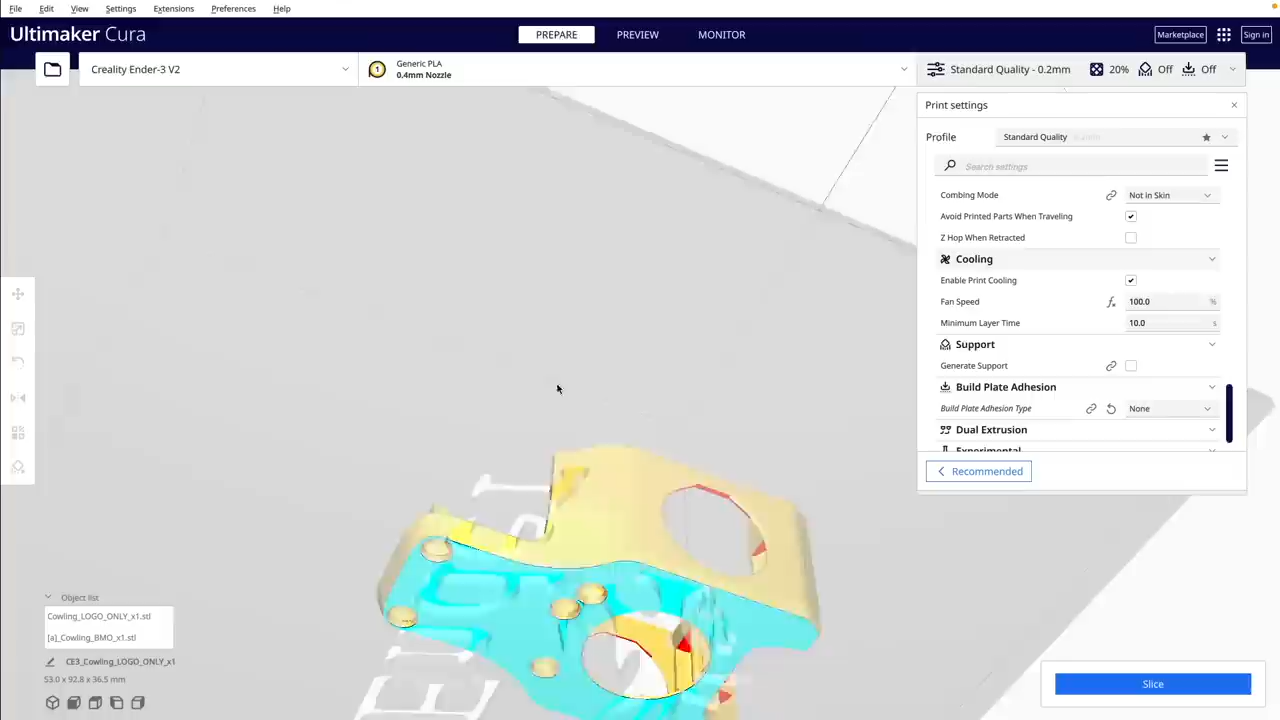 File Edit View Settings Extensions Preferences Help
Ultimaker Cura
PREPARE PREVIEW MONITOR
Marketplace Sign in
Creality Ender-3 V2
1 Generic PLA
0.4mm Nozzle
Standard Quality - 0.2mm 20% Off Off
Print settings
Profile Standard Quality
Search settings
Combing Mode Not in Skin
Avoid Printed Parts When Traveling
Z Hop When Retracted
Cooling
Enable Print Cooling
Fan Speed 100.0 %
Minimum Layer Time 10.0 s
Support
Generate Support
Build Plate Adhesion
Build Plate Adhesion Type None
Dual Extrusion
Experimental
Recommended
Object list
Cowling_LOGO_ONLY_x1.stl
[a]_Cowling_BMO_x1.stl
CE3_Cowling_LOGO_ONLY_x1
53.0 x 92.8 x 36.5 mm
Slice